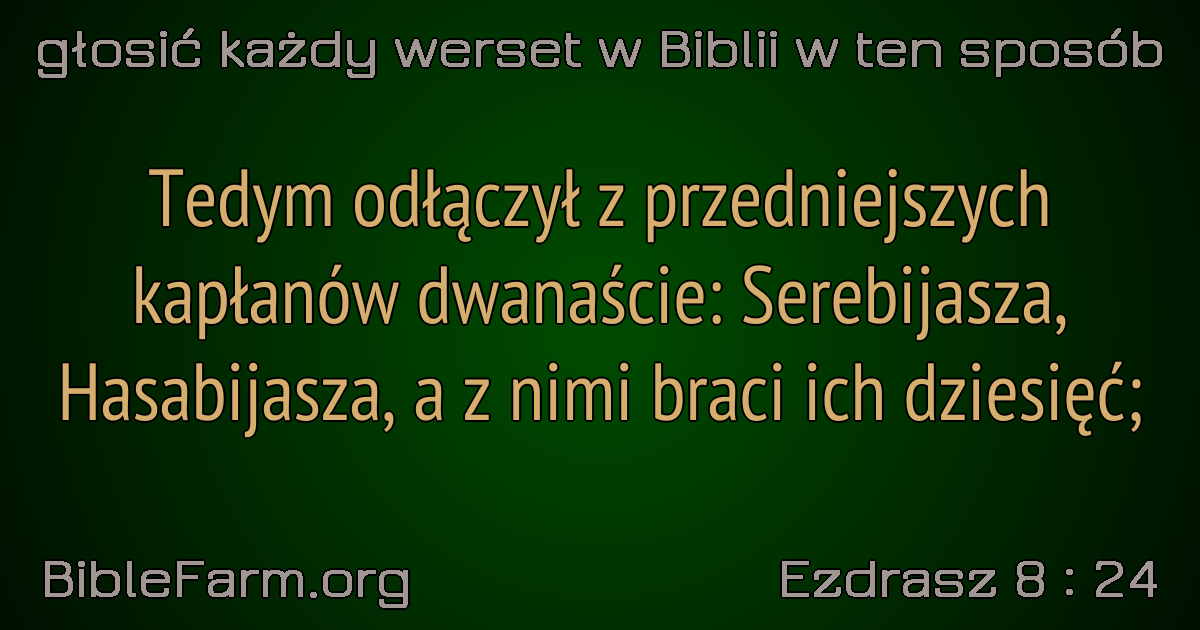 głosić każdy werset w Biblii w ten sposób
Tedym odłączył z przedniejszych
kapłanów dwanaście: Serebijasza,
Hasabijasza, a z nimi braci ich dziesięć;
BibleFarm.org
Ezdrasz 8 : 24